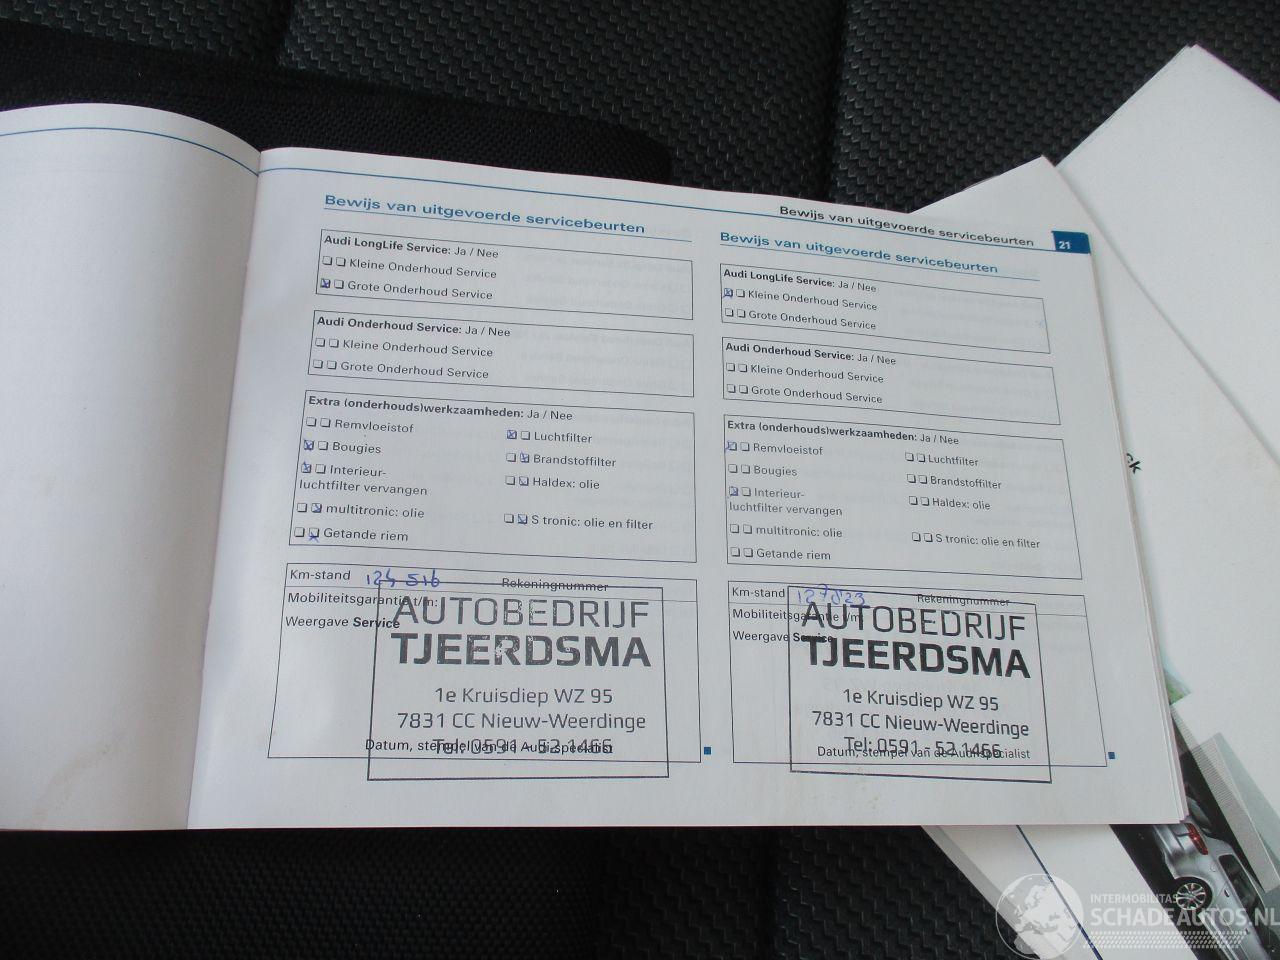 Bewijs van uitgevoerde servicebeurten
21
Bewijs van uitgevoerde servicebeurten
Audi LongLife Service: Ja / Nee
Kleine Onderhoud Service
Grote Onderhoud Service
Audi Onderhoud Service: Ja / Nee
Kleine Onderhoud Service
Grote Onderhoud Service
Extra (onderhouds)werkzaamheden: Ja / Nee
Remvloeistof
Luchtfilter
Bougies
Brandstoffilter
Interieur-
luchtfilter vervangen
Haldex: olie
multitronic: olie
S tronic: olie en filter
Getande riem
Km-stand 124 516
Rekeningnummer
Mobiliteitsgarantie t/m:
Weergave Service
AUTOBEDRIJF
TJEERDSMA
1e Kruisdiep WZ 95
7831 CC Nieuw-Weerdinge
Tel: 0591 - 52 1466
Datum, stempel van de Audi specialist
Bewijs van uitgevoerde servicebeurten
Audi LongLife Service: Ja / Nee
Kleine Onderhoud Service
Grote Onderhoud Service
Audi Onderhoud Service: Ja / Nee
Kleine Onderhoud Service
Grote Onderhoud Service
Extra (onderhouds)werkzaamheden: Ja / Nee
Remvloeistof
Luchtfilter
Bougies
Brandstoffilter
Interieur-
luchtfilter vervangen
Haldex: olie
multitronic: olie
S tronic: olie en filter
Getande riem
Km-stand
Rekeningnummer
Mobiliteitsgarantie t/m:
Weergave Service
AUTOBEDRIJF
TJEERDSMA
1e Kruisdiep WZ 95
7831 CC Nieuw-Weerdinge
Tel: 0591 - 52 1466
Datum, stempel van de Audi specialist
INTERMOBILITAS
SCHADEAUTOS.NL